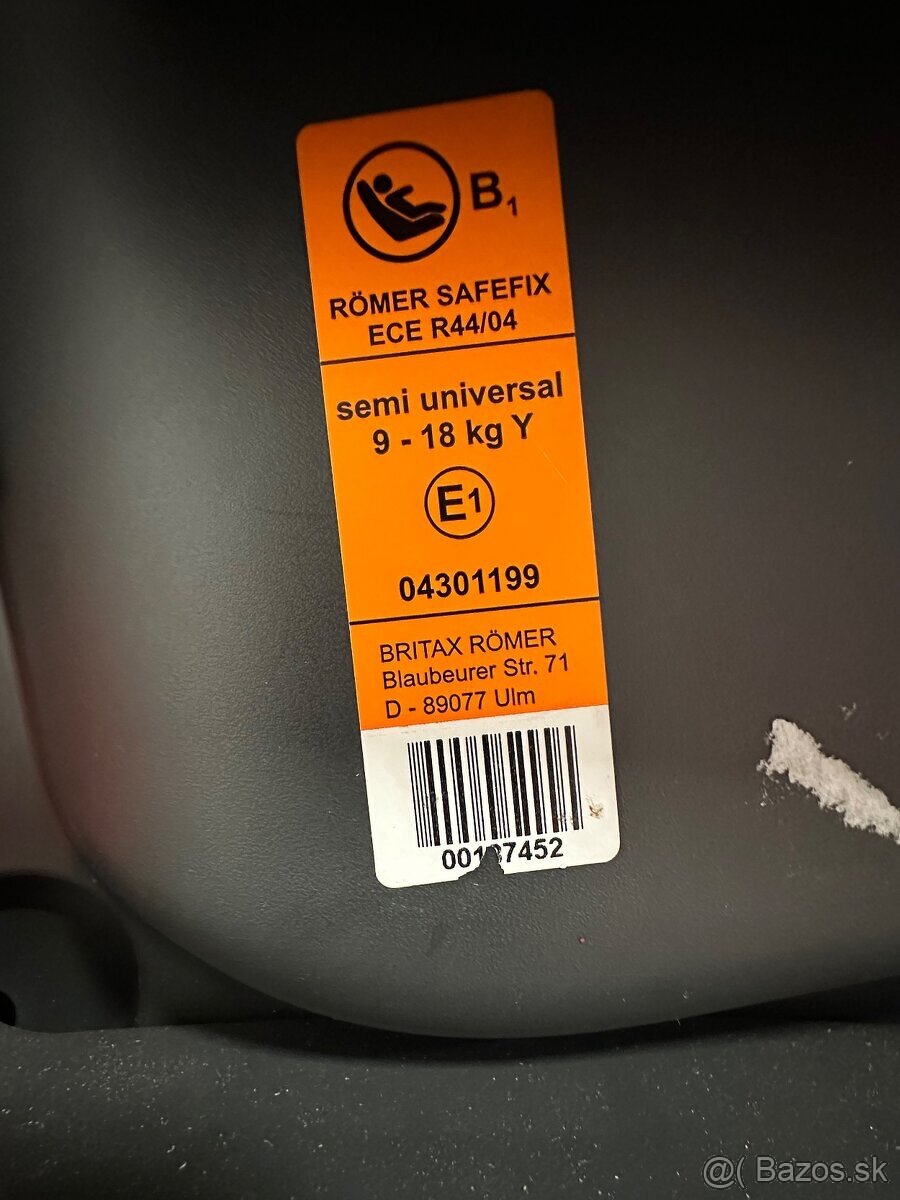 B1
RÖMER SAFEFIX
ECE R44/04
semi universal
9 - 18 kg Y
E1
04301199
BRITAX RÖMER
Blaubeurer Str. 71
D - 89077 Ulm
@( Bazos.sk